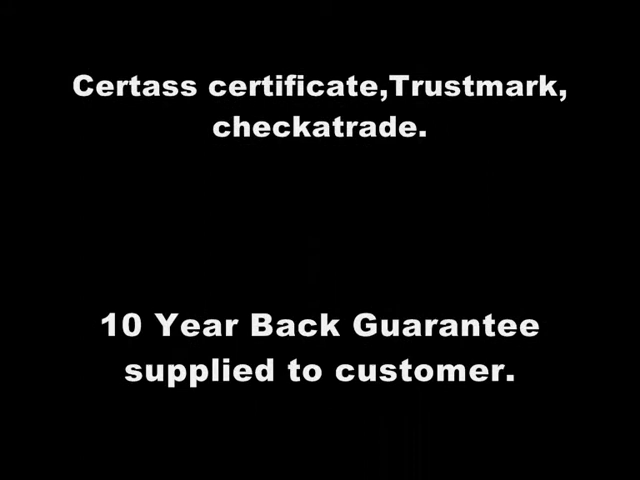 Certass certificate,Trustmark,
checkatrade.
10 Year Back Guarantee
supplied to customer.